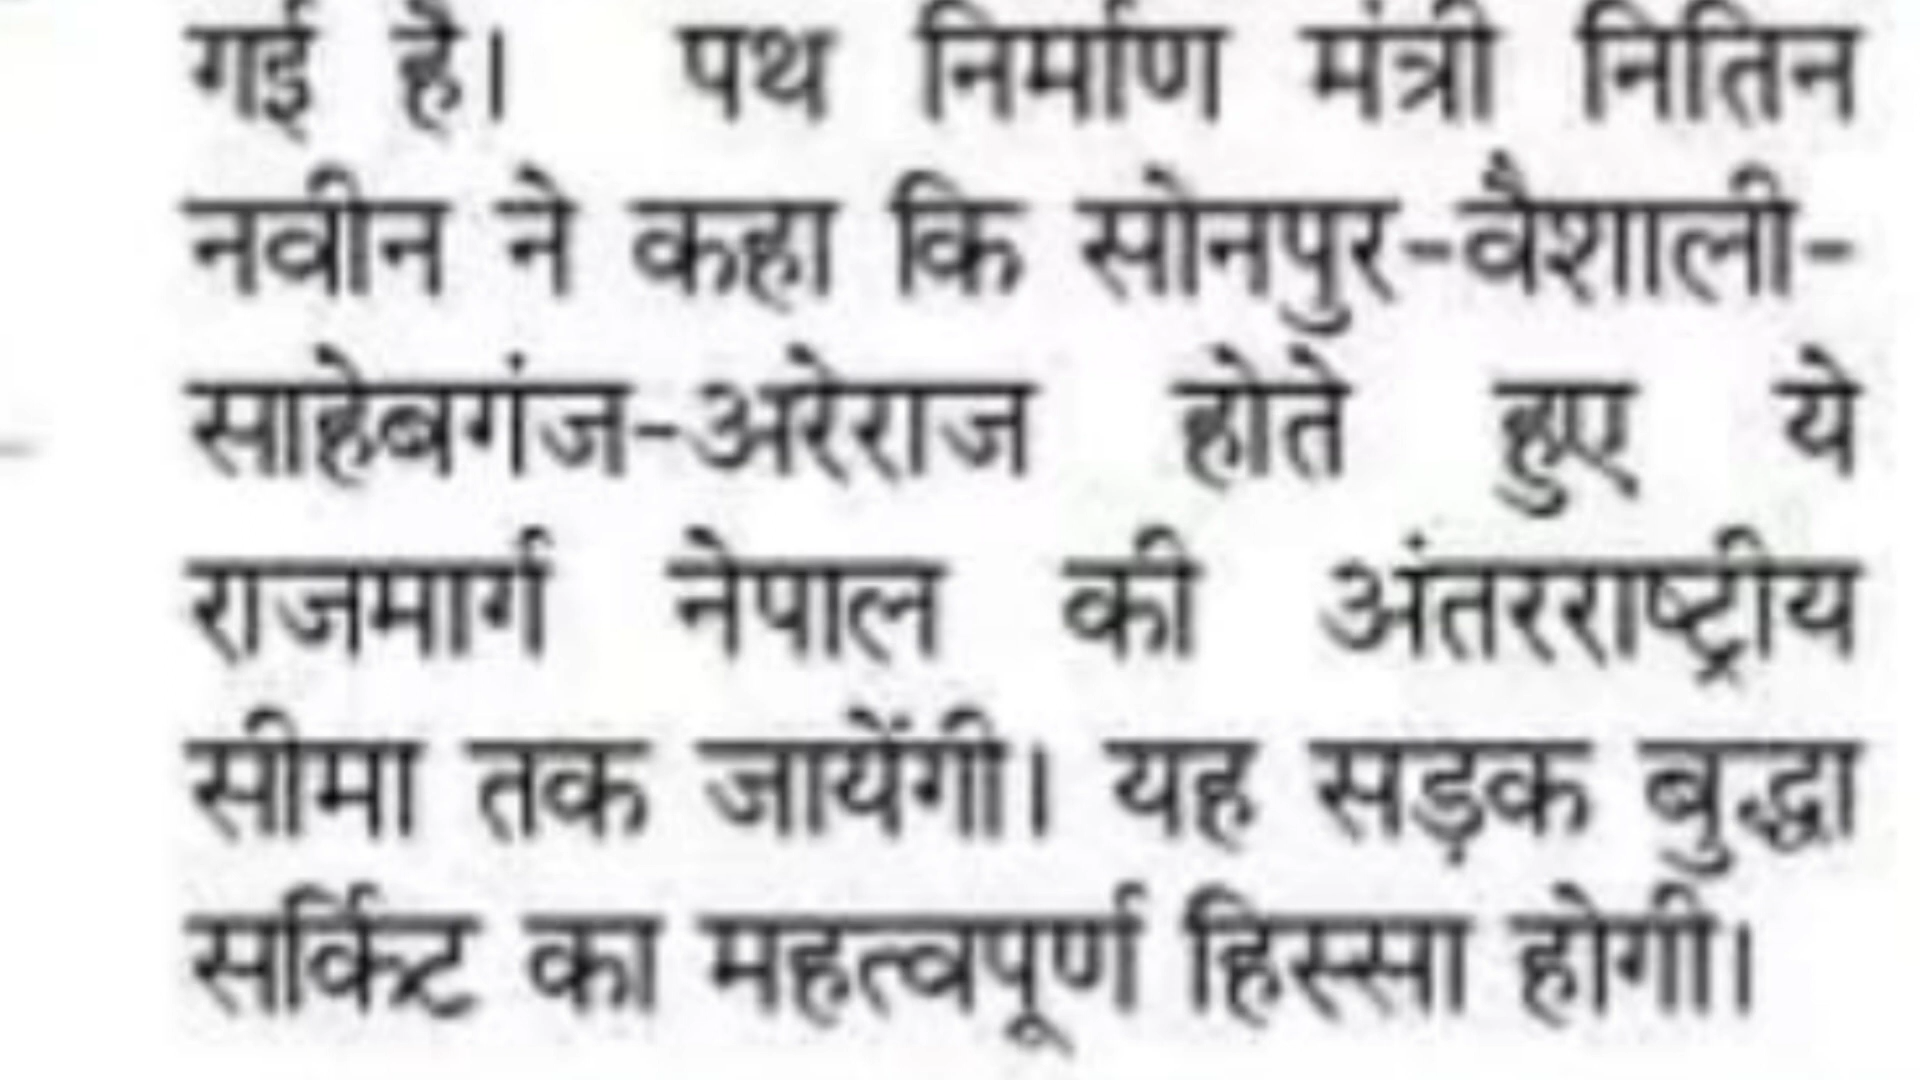 गई है। पथ निर्माण मंत्री नितिन
नवीन ने कहा कि सोनपुर-वैशाली-
साहेबगंज-अरेराज होते हुए ये
राजमार्ग नेपाल की अंतरराष्ट्रीय
सीमा तक जायेंगी। यह सड़क बुद्धा
सर्किट का महत्वपूर्ण हिस्सा होगी।